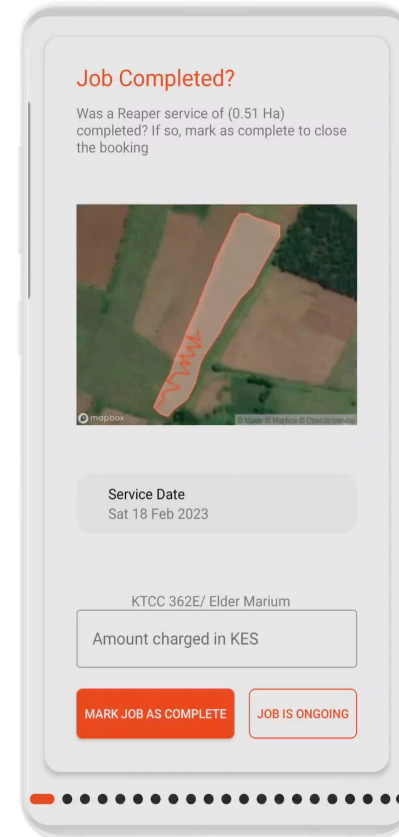 Job Completed?
Was a Reaper service of (0.51 Ha)
completed? If so, mark as complete to close
the booking
mapbox
© Mapbox © OpenStreetMap
Service Date
Sat 18 Feb 2023
KTCC 362E/ Elder Marium
Amount charged in KES
MARK JOB AS COMPLETE
JOB IS ONGOING